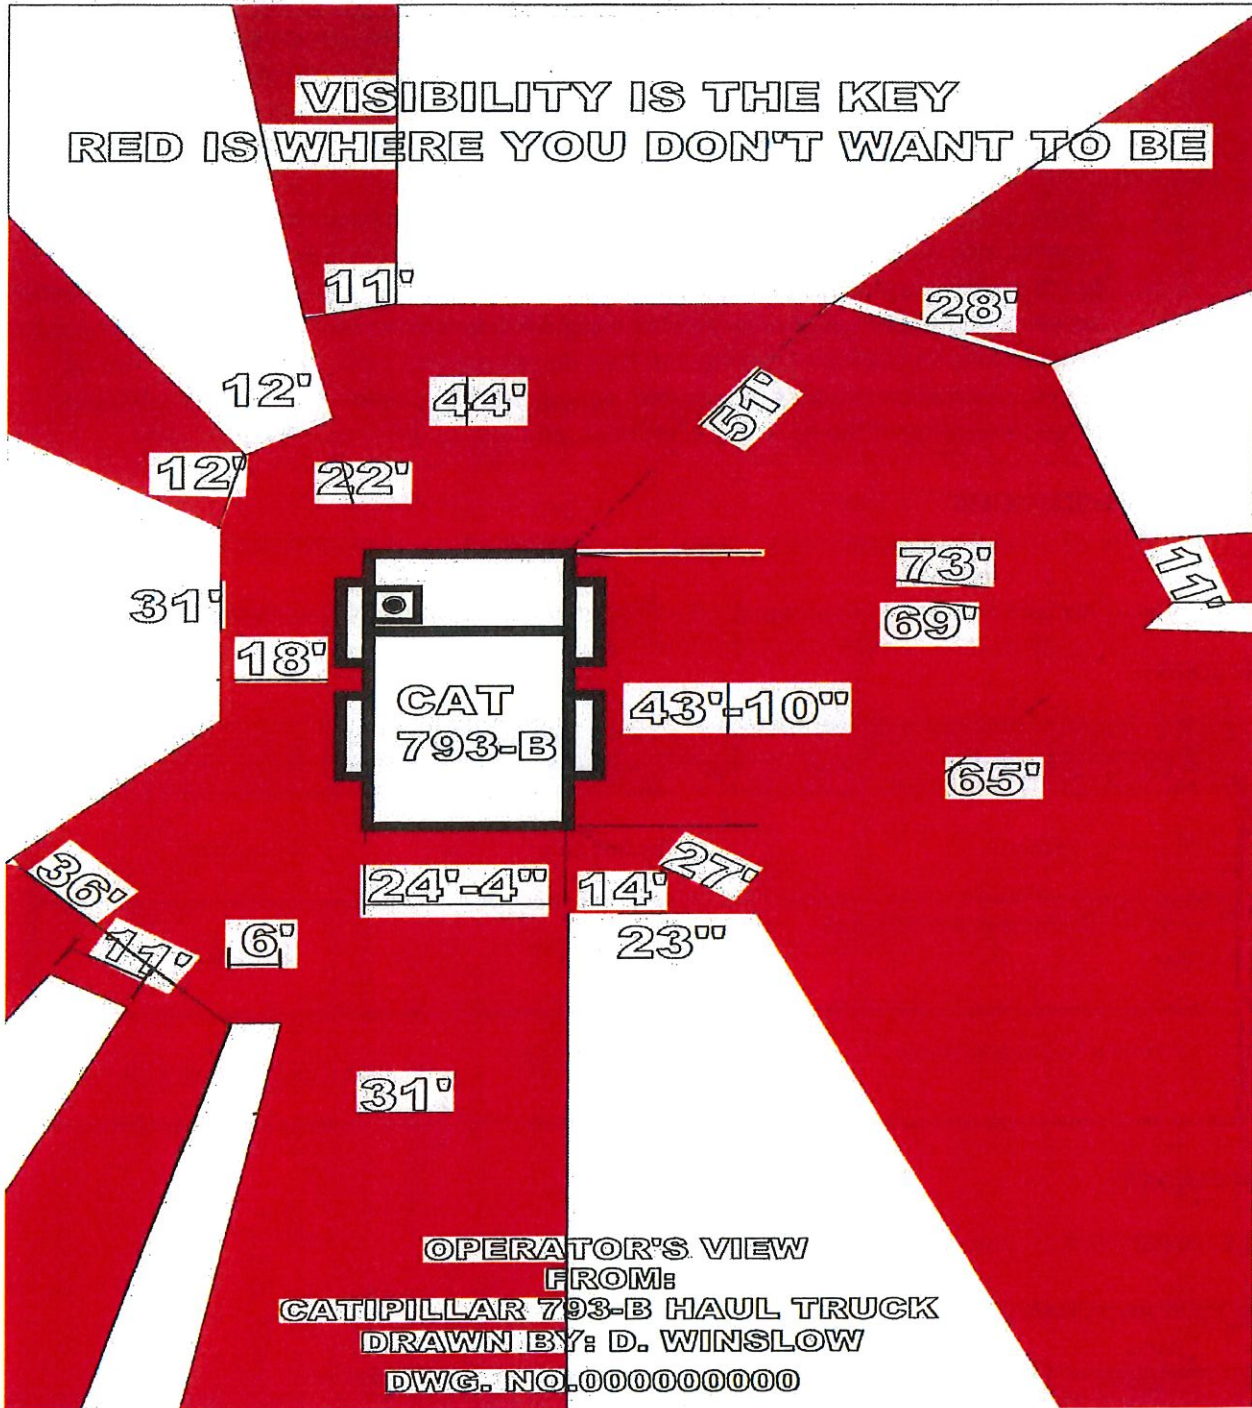 VISIBILITY IS THE KEY
RED IS WHERE YOU DON'T WANT TO BE
11'
28'
12'
44'
51'
12'
22'
73'
11'
31'
69'
18'
CAT
793-B
43'-10"
65'
36'
24'-4"
14'
27'
11'
6'
23"
31'
OPERATOR'S VIEW
FROM:
CATIPILLAR 793-B HAUL TRUCK
DRAWN BY: D. WINSLOW
DWG. NO.000000000